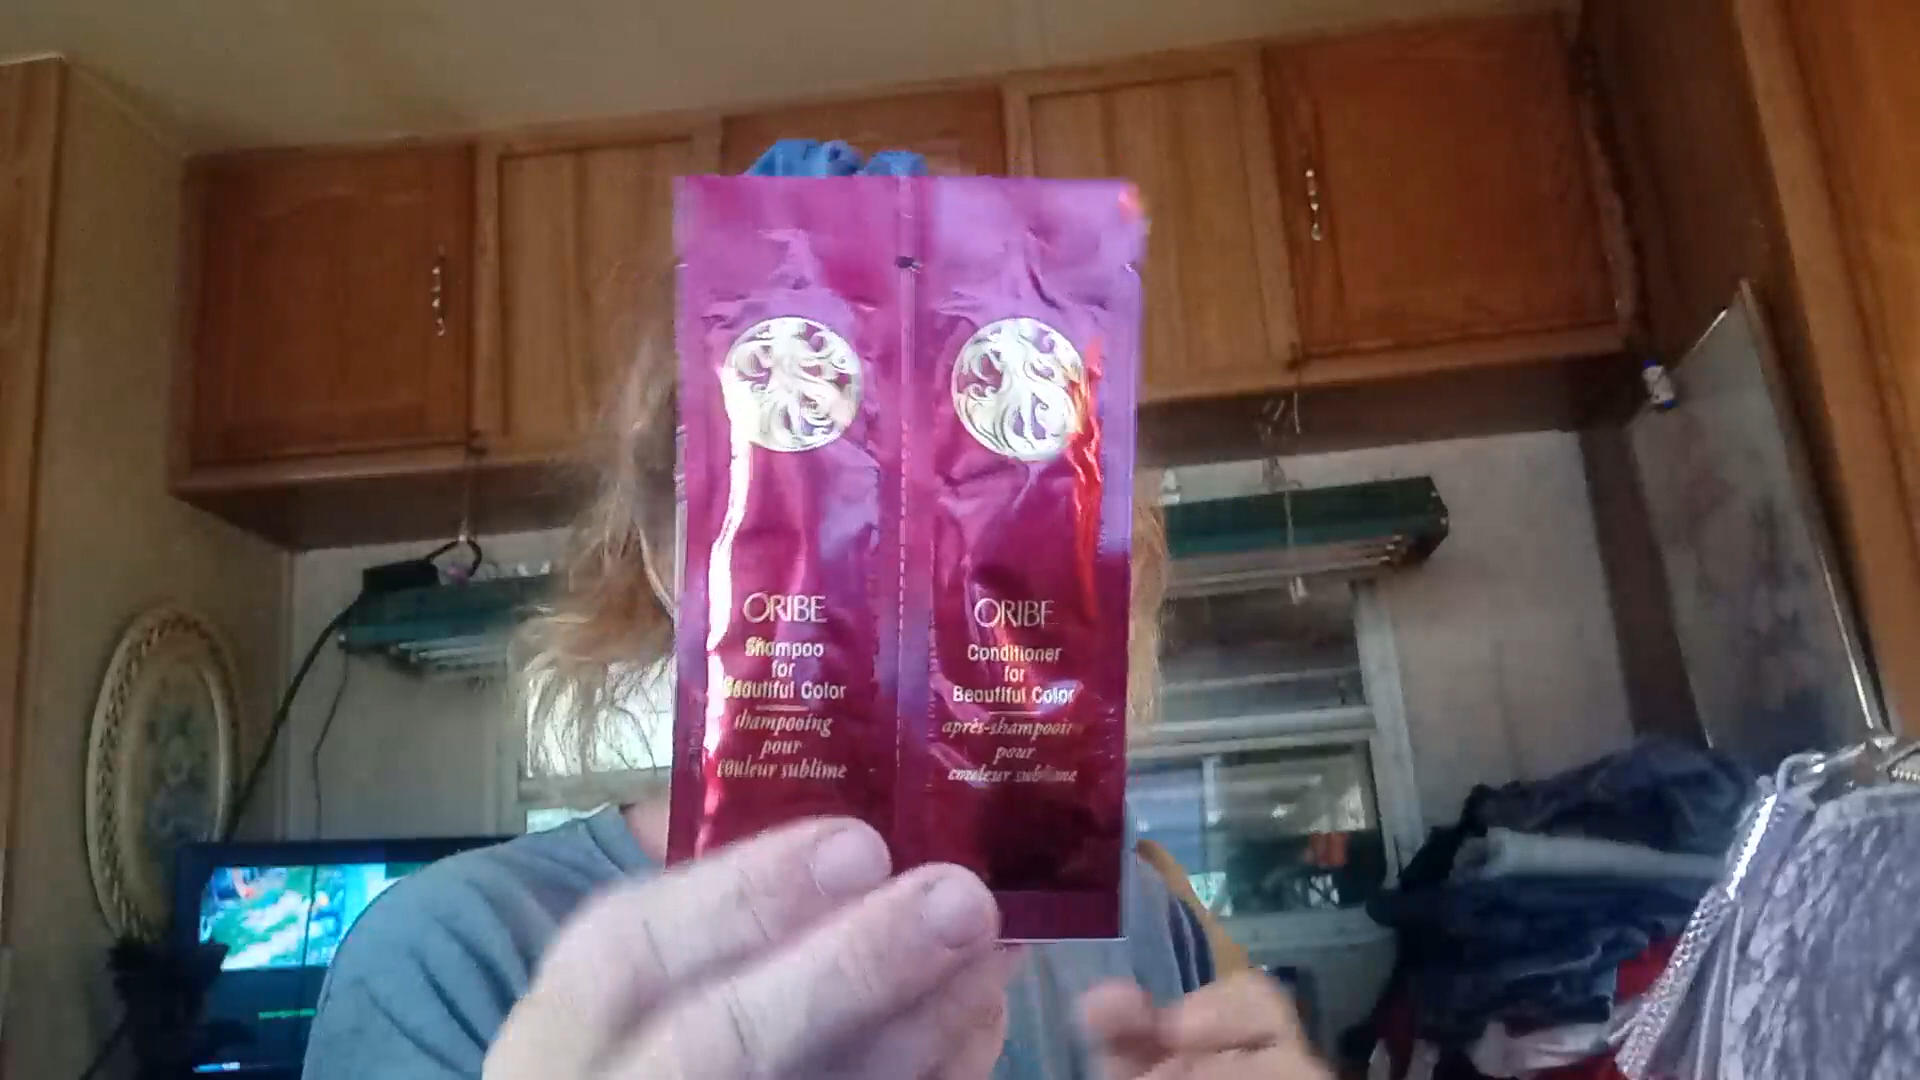 ORIBE
Shampoo
for
Beautiful Color
shampooing
pour
couleur sublime
ORIBE
Conditioner
for
Beautiful Color
après-shampooing
pour
couleur sublime